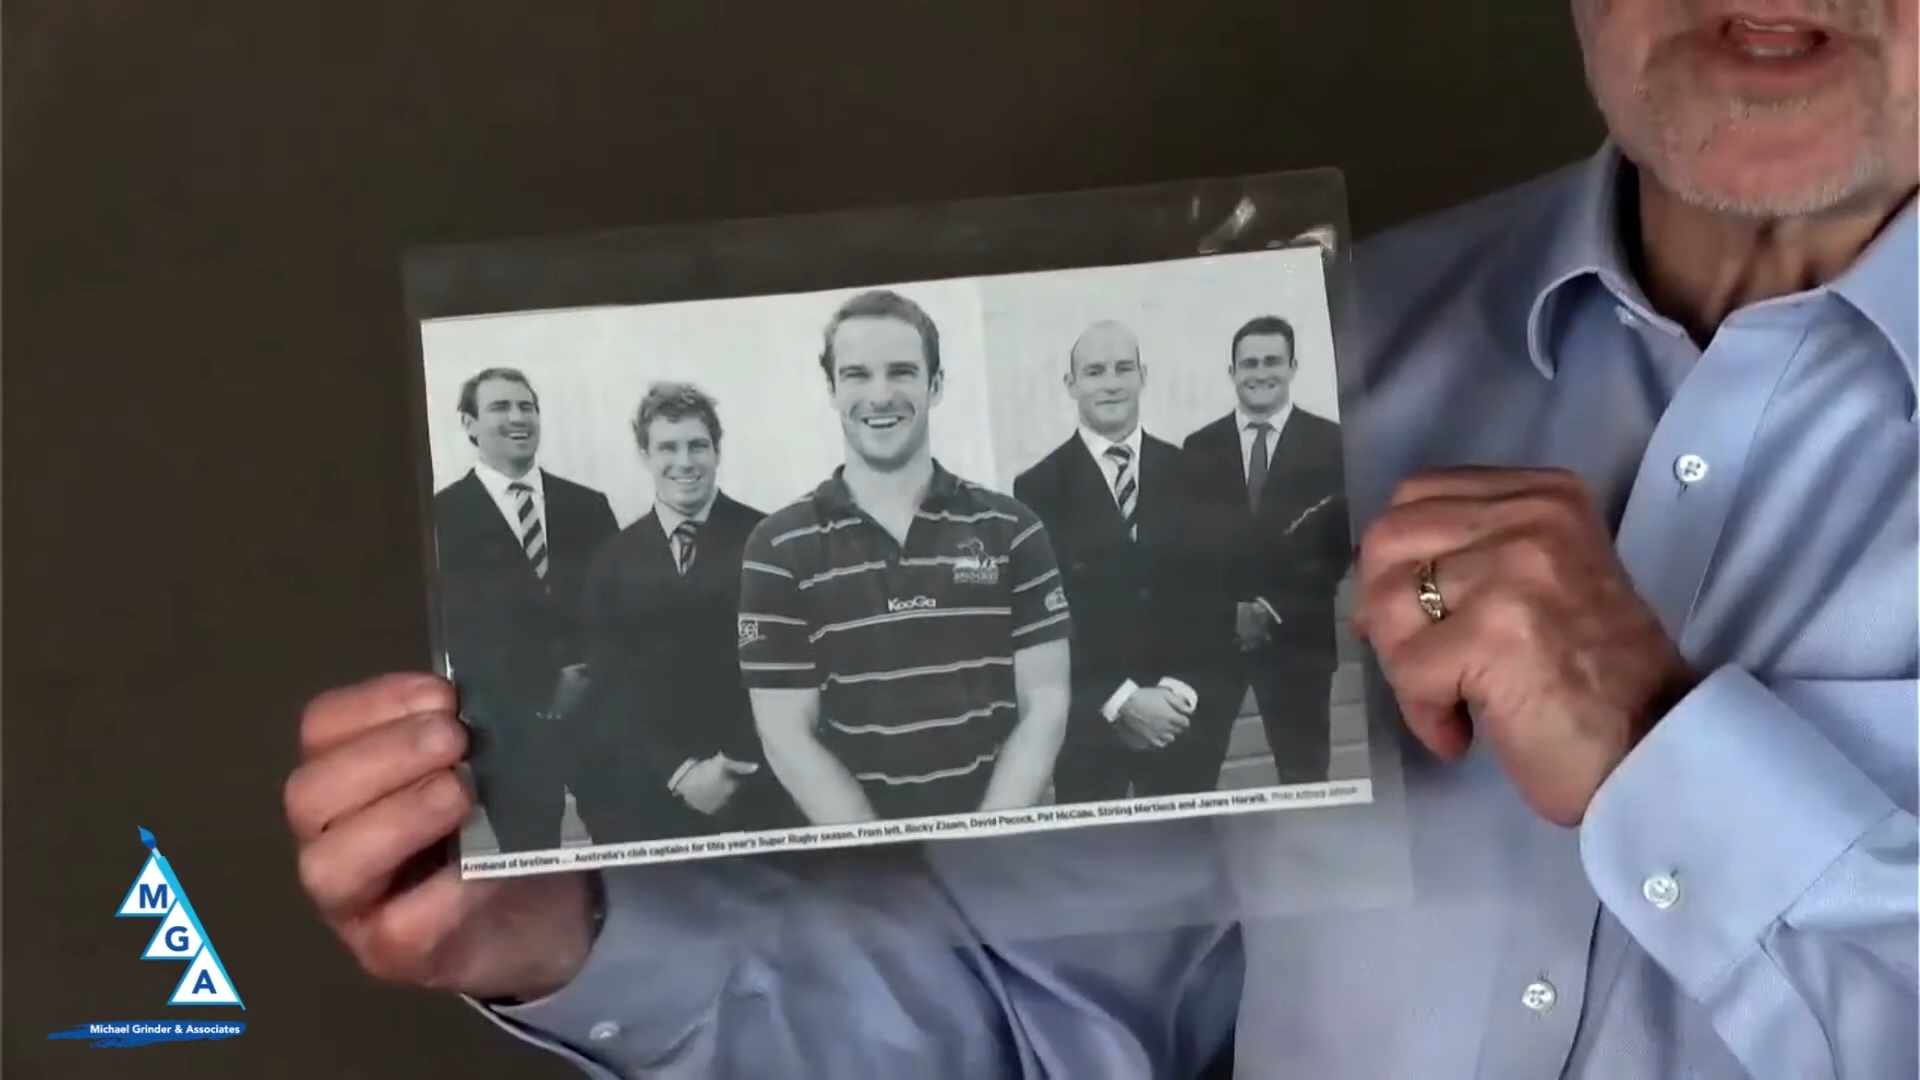 KooGa
Armband of brothers ... Australia's club captains for this year's Super Rugby season. From left, Rocky Elsom, David Pocock, Pat McCabe, Stirling Mortlock and James Horwill.
M
G
A
Michael Grinder & Associates